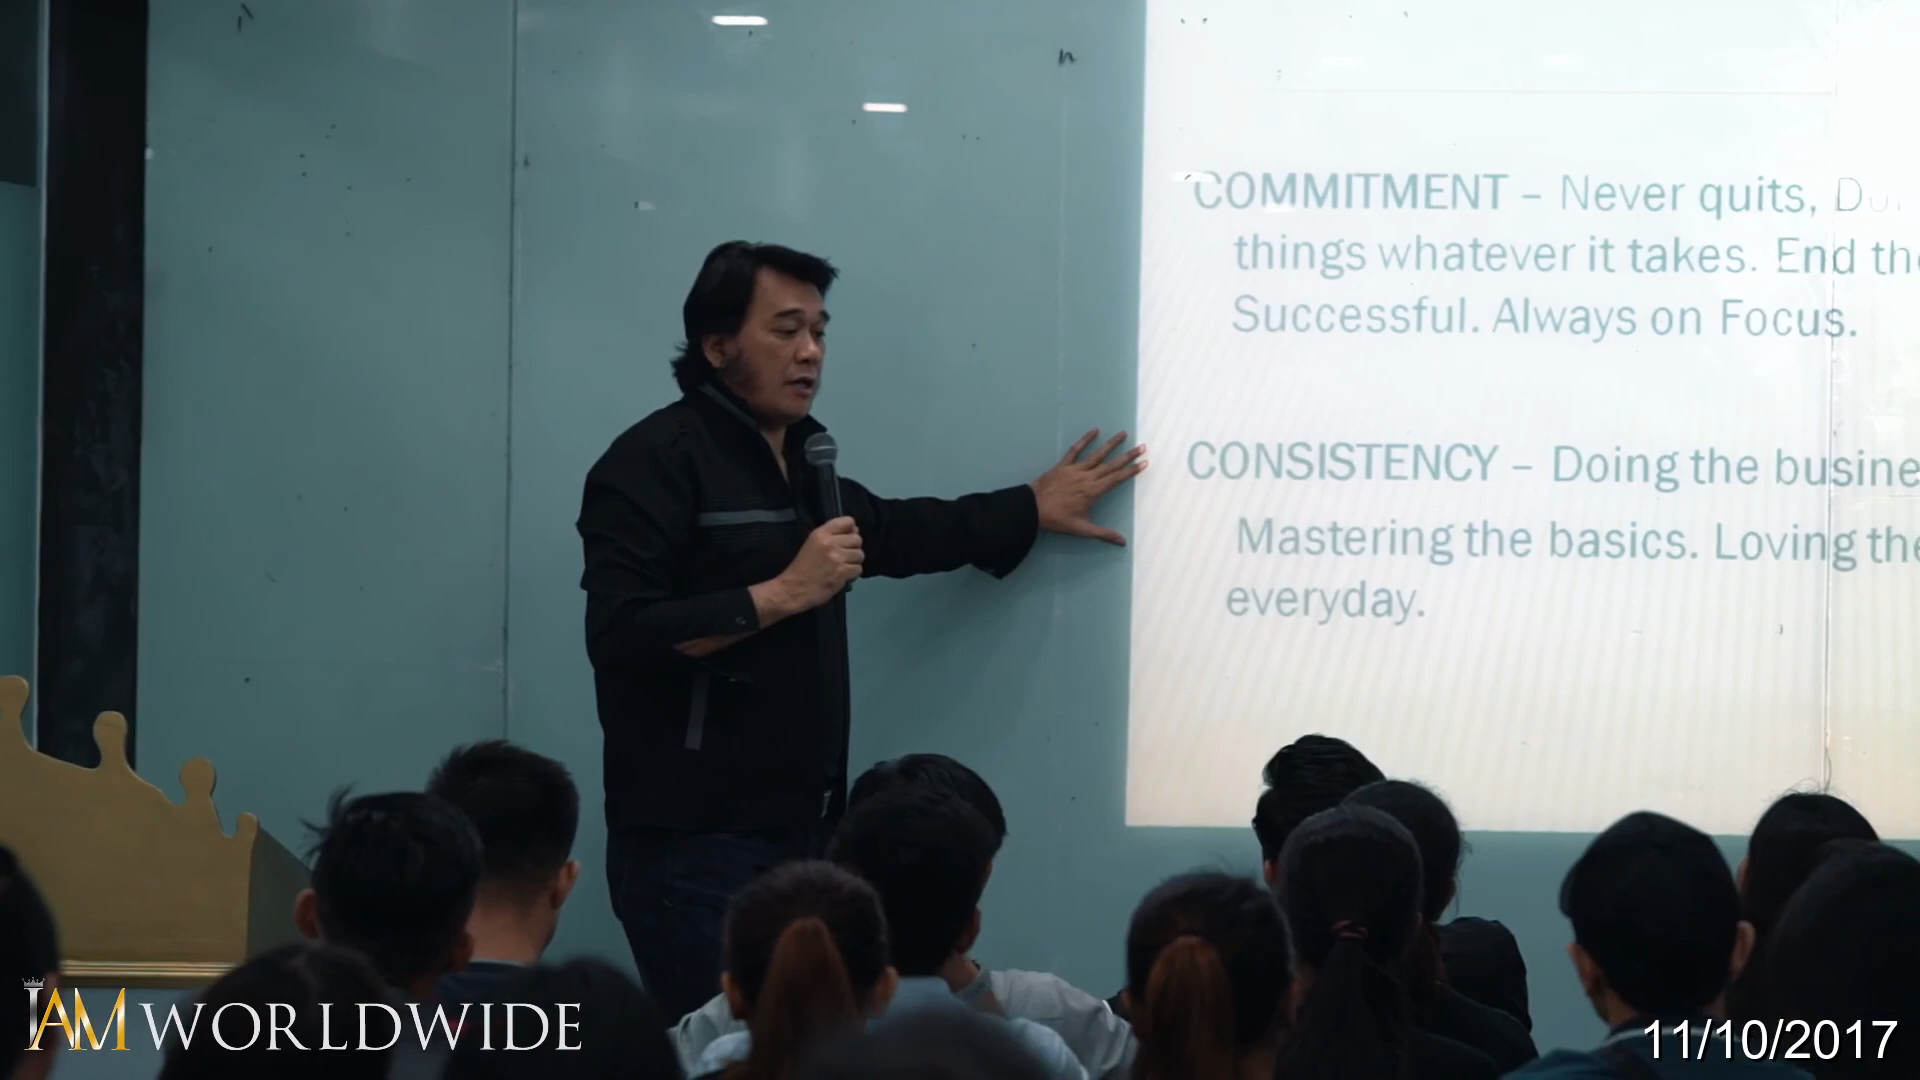 COMMITMENT – Never quits,
things whatever it takes. End the
Successful. Always on Focus.
CONSISTENCY – Doing the
Mastering the basics. Loving the
everyday.
IAM WORLDWIDE
11/10/2017